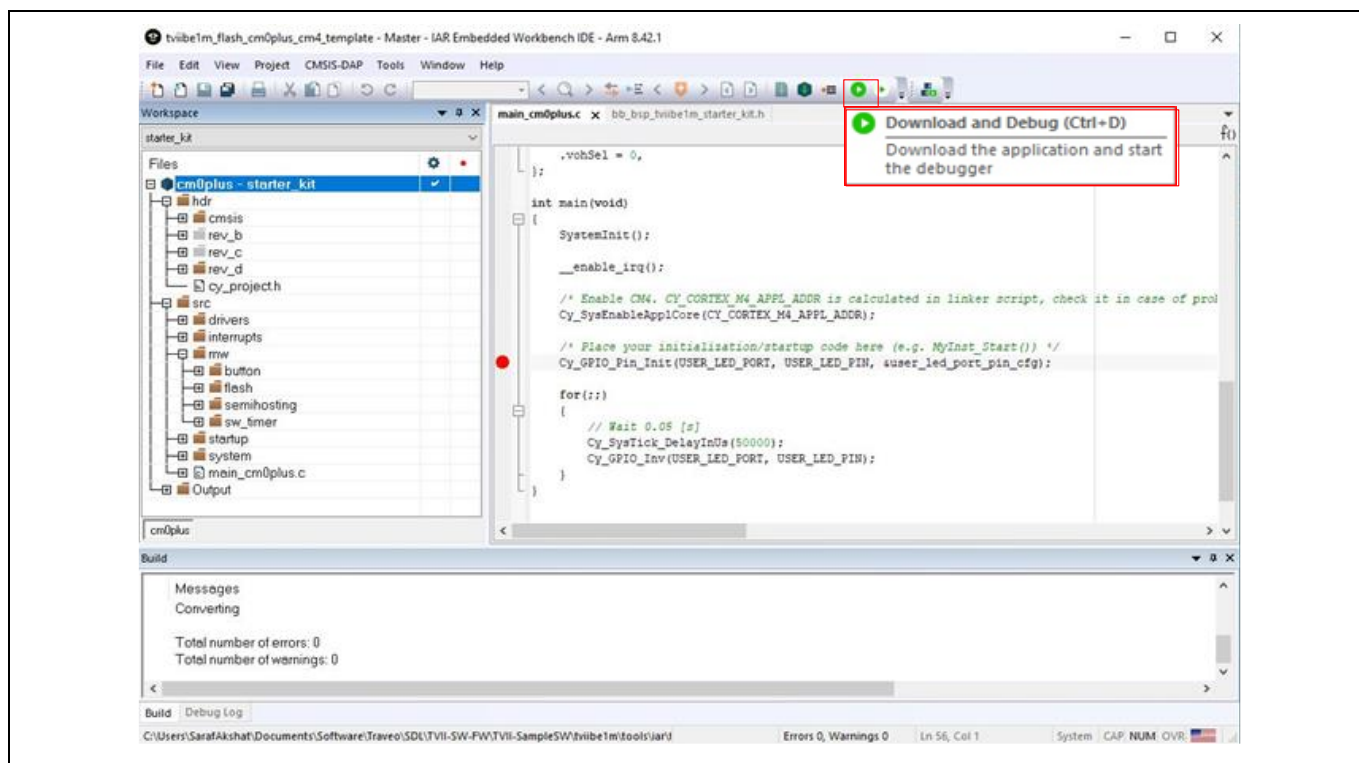 tviibe1m_flash_cm0plus_cm4_template - Master - IAR Embedded Workbench IDE - Arm 8.42.1
File Edit View Project CMSIS-DAP Tools Window Help
Workspace
starter_kit
Files
cm0plus - starter_kit
hdr
cmsis
rev_b
rev_c
rev_d
cy_project.h
src
drivers
interrupts
mw
button
flash
semihosting
sw_timer
startup
system
main_cm0plus.c
Output
cm0plus
main_cm0plus.c x bb_bsp_tviibe1m_starter_kit.h
f()
Download and Debug (Ctrl+D)
Download the application and start
the debugger
.vohSel = 0,
};
int main(void)
{
SystemInit();
__enable_irq();
/* Enable CM4. CY_CORTEX_M4_APPL_ADDR is calculated in linker script, check it in case of prol
Cy_SysEnableApplCore(CY_CORTEX_M4_APPL_ADDR);
/* Place your initialization/startup code here (e.g. MyInst_Start()) */
Cy_GPIO_Pin_Init(USER_LED_PORT, USER_LED_PIN, &user_led_port_pin_cfg);
for(;;)
{
// Wait 0.05 [s]
Cy_SysTick_DelayInUs(50000);
Cy_GPIO_Inv(USER_LED_PORT, USER_LED_PIN);
}
}
Build
Messages
Converting
Total number of errors: 0
Total number of warnings: 0
Build Debug Log
C:\Users\SarafAkshat\Documents\Software\Traveo\SDL\TVII-SW-FW\TVII-SampleSW\tviibe1m\tools\iar\t Errors 0, Warnings 0 Ln 56, Col 1 System CAP NUM OVR